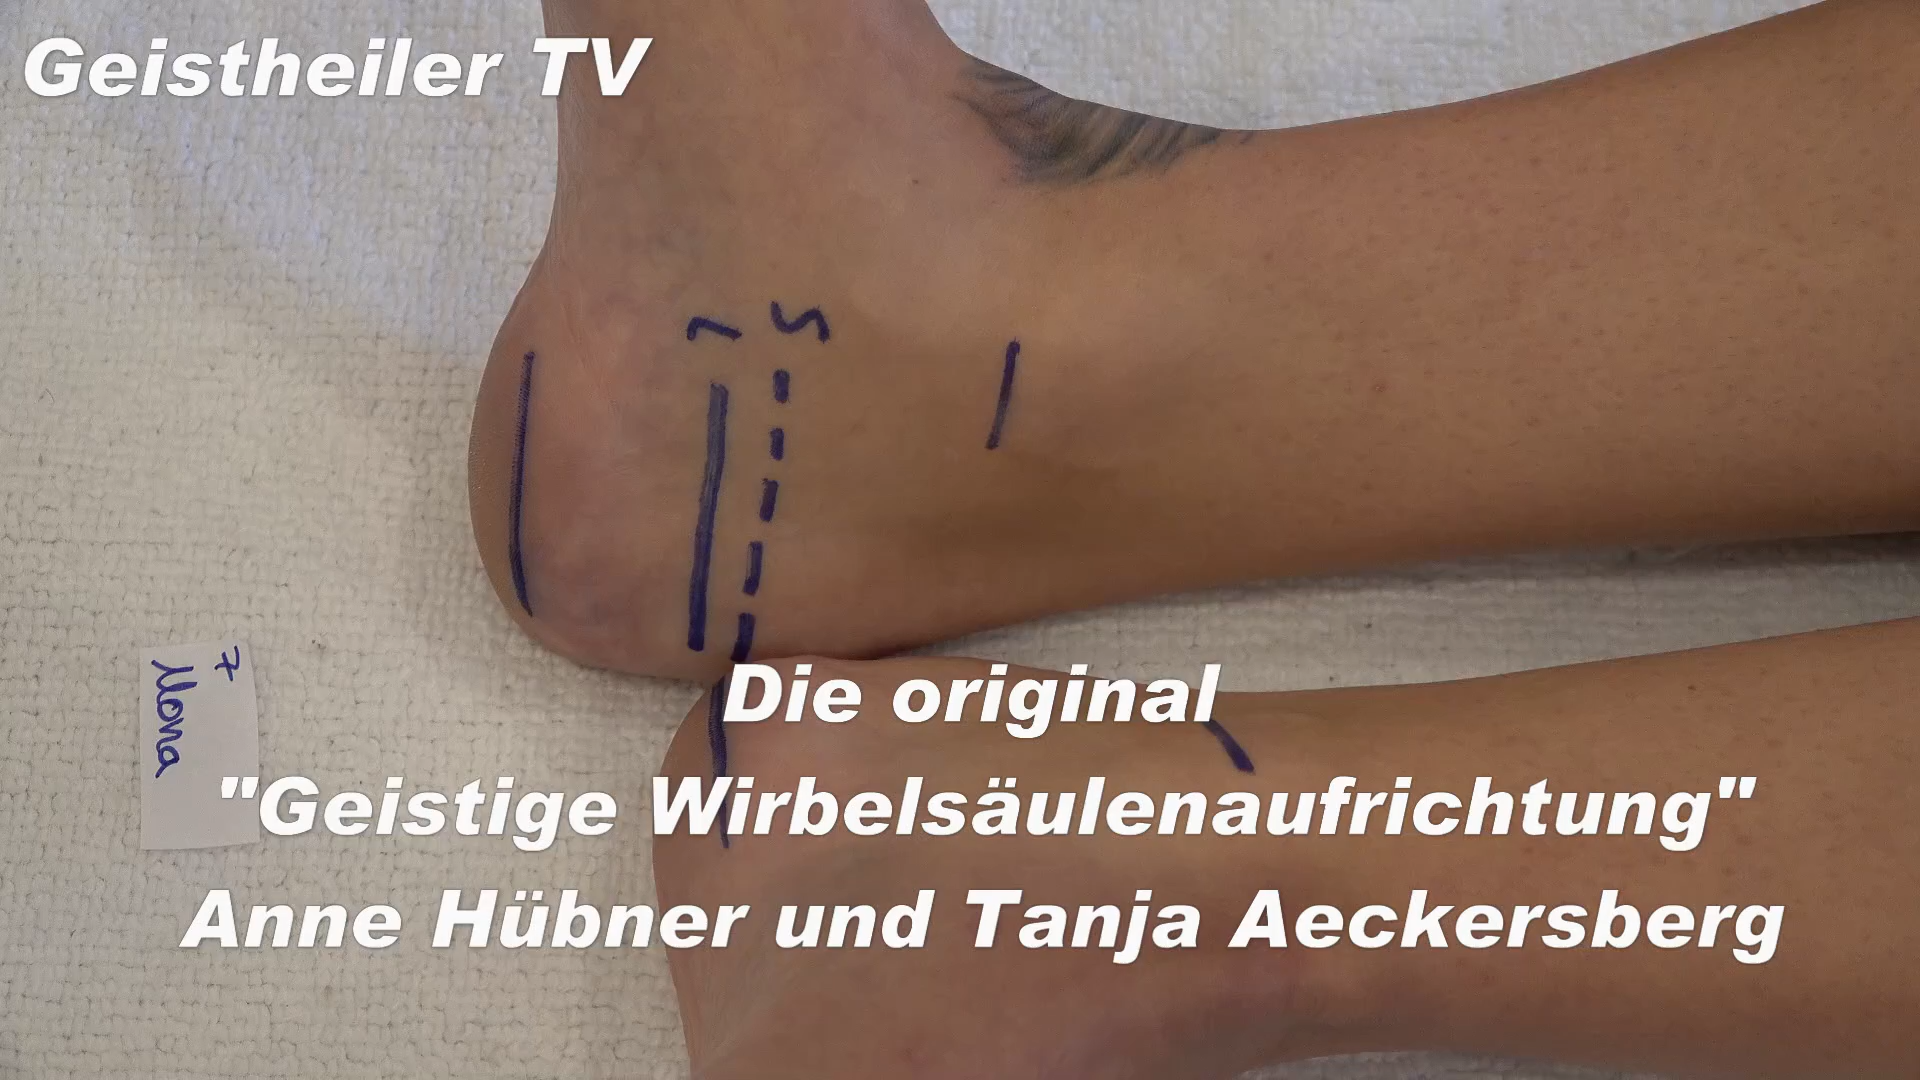 Geistheiler TV
7
Mona
Die original
"Geistige Wirbelsäulenaufrichtung"
Anne Hübner und Tanja Aeckersberg